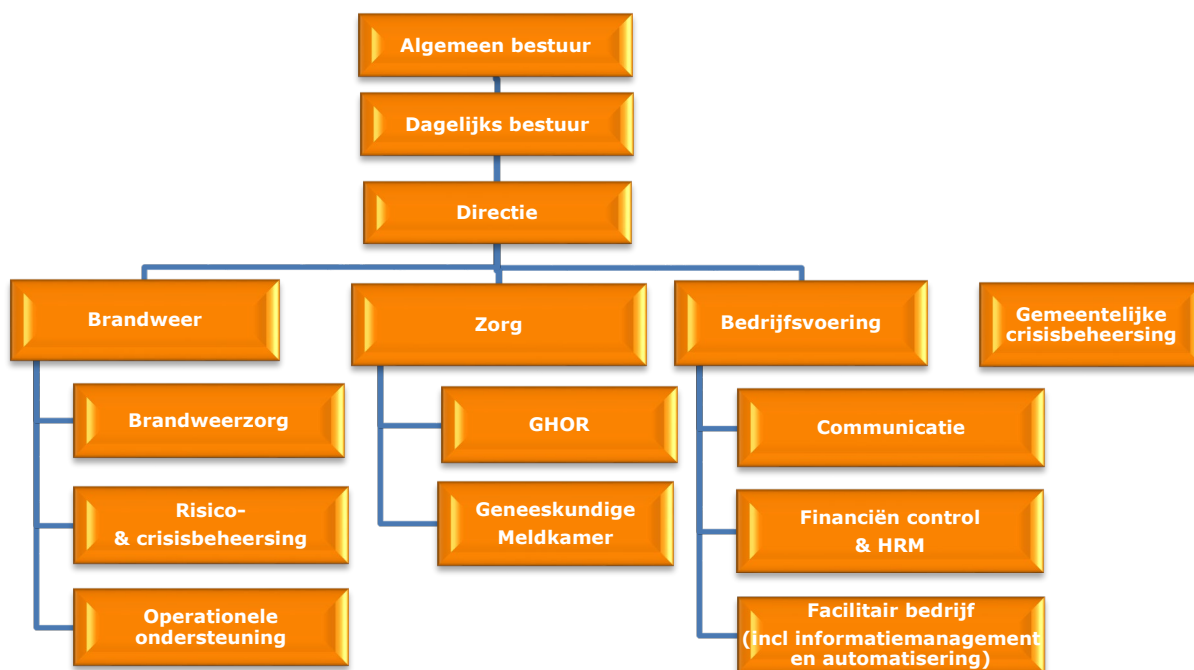 Algemeen bestuur
Dagelijks bestuur
Directie
Brandweer
Zorg
Bedrijfsvoering
Gemeentelijke
crisisbeheersing
Brandweerzorg
Risico-
& crisisbeheersing
Operationele
ondersteuning
GHOR
Geneeskundige
Meldkamer
Communicatie
Financiën control
& HRM
Facilitair bedrijf
(incl informatiemanagement
en automatisering)